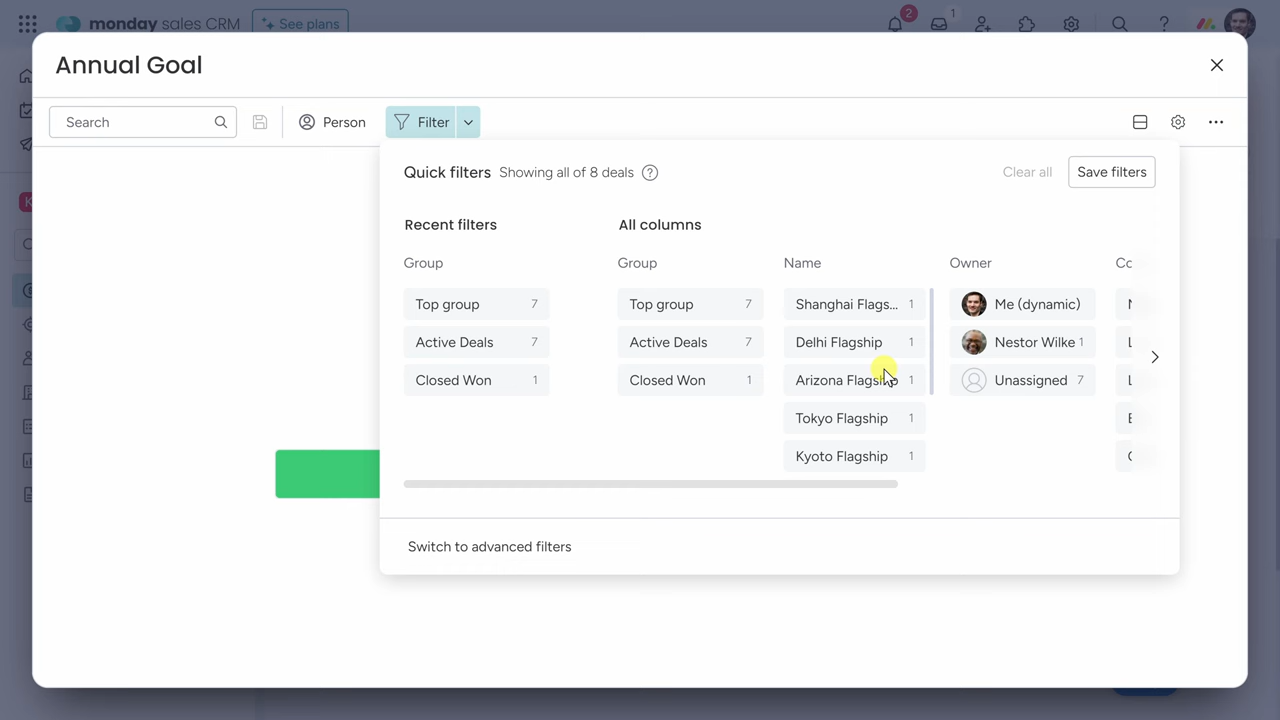 monday sales CRM
See plans
2
1
Annual Goal
Search
Person
Filter
Quick filters
Showing all of 8 deals
Clear all
Save filters
Recent filters
All columns
Group
Group
Name
Owner
Co
Top group 7
Top group 7
Shanghai Flags... 1
Me (dynamic)
Active Deals 7
Active Deals 7
Delhi Flagship 1
Nestor Wilke 1
Closed Won 1
Closed Won 1
Arizona Flagship 1
Unassigned 7
Tokyo Flagship 1
Kyoto Flagship 1
Switch to advanced filters